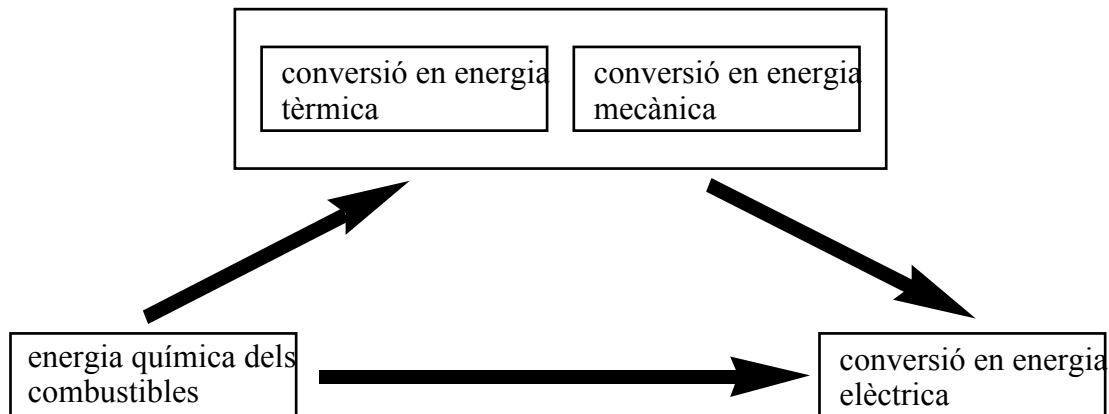 conversió en energia
tèrmica
conversió en energia
mecànica
energia química dels
combustibles
conversió en energia
elèctrica